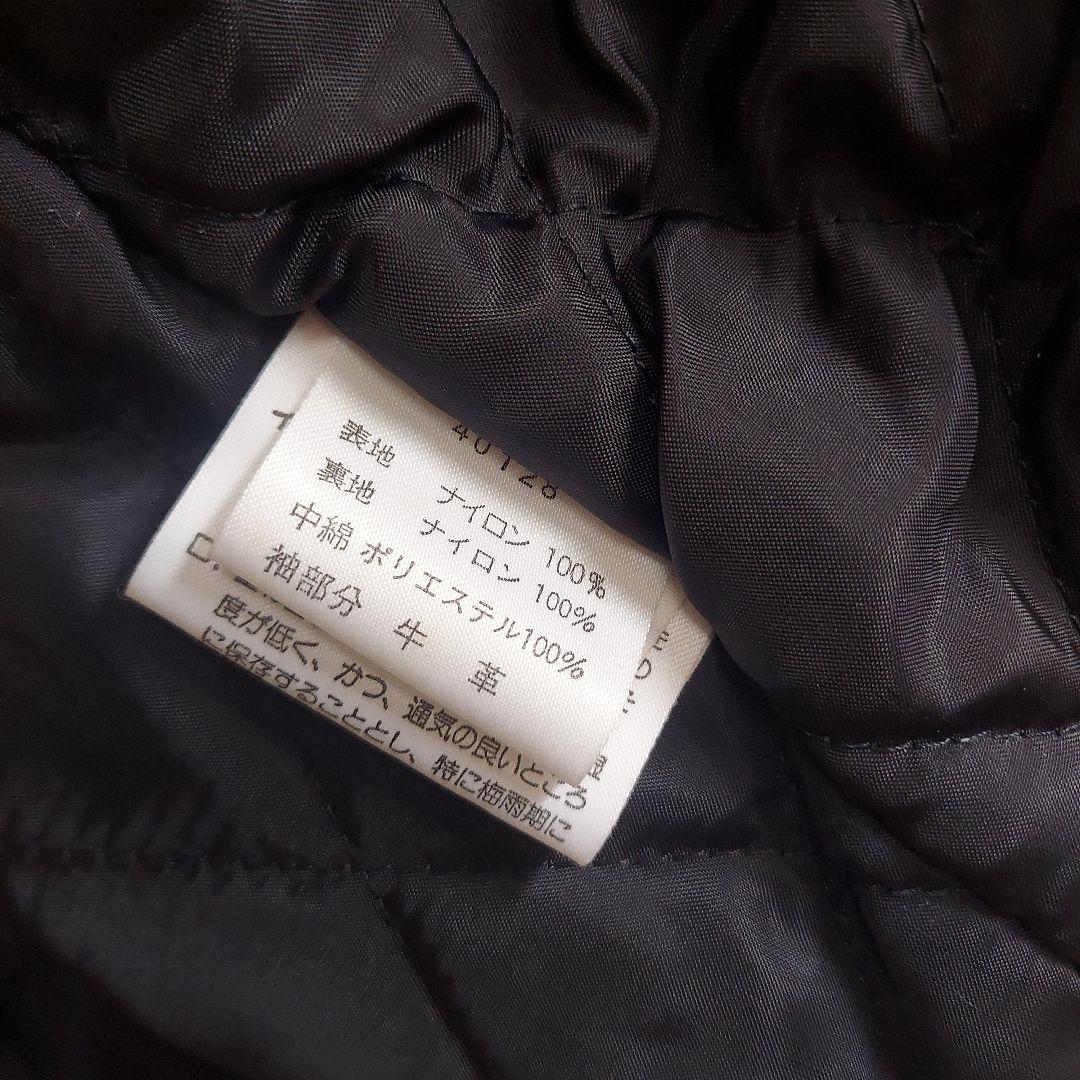 40128
表地 ナイロン 100%
裏地 ナイロン 100%
中綿 ポリエステル100%
袖部分 牛 革
度が低く、かつ、通気の良いところ
に保存することとし、特に梅雨期に